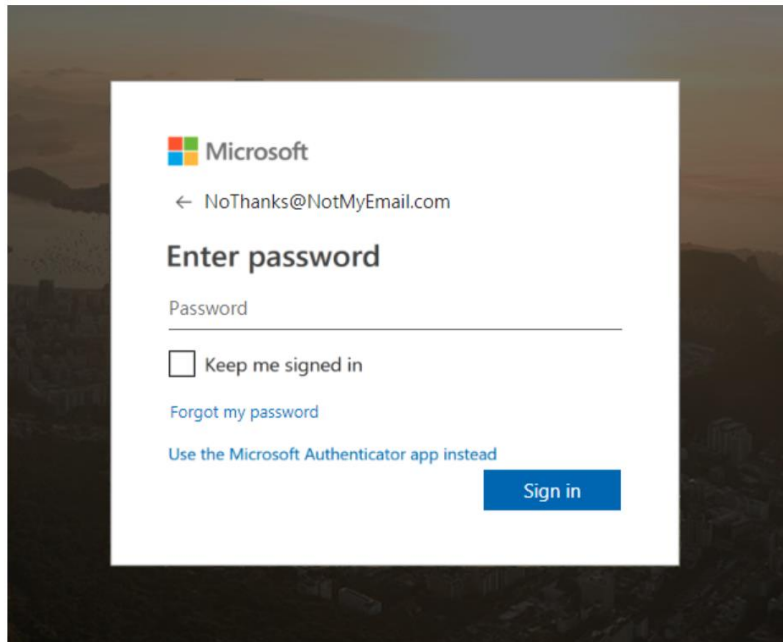 Microsoft
← NoThanks@NotMyEmail.com
Enter password
Password
Keep me signed in
Forgot my password
Use the Microsoft Authenticator app instead
Sign in